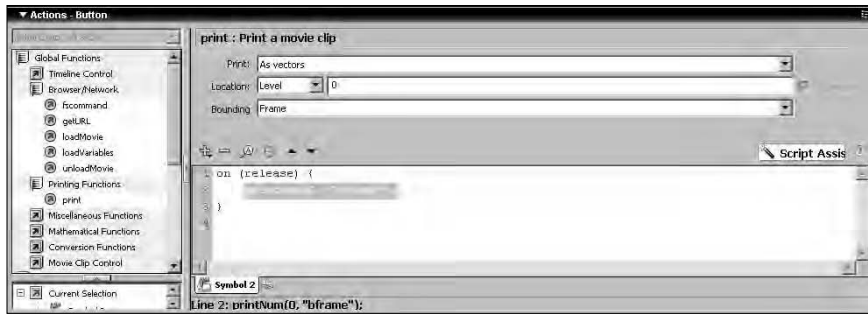 Actions - Button
print : Print a movie clip
Print: As vectors
Location: Level 0
Bounding Frame
Global Functions
Timeline Control
Browser/Network
fscommand
getURL
loadMovie
loadVariables
unloadMovie
Printing Functions
print
Miscellaneous Functions
Mathematical Functions
Conversion Functions
Movie Clip Control
Current Selection
Script Assis
1 on (release) {
3 }
Symbol 2
Line 2: printNum(0, "bframe");